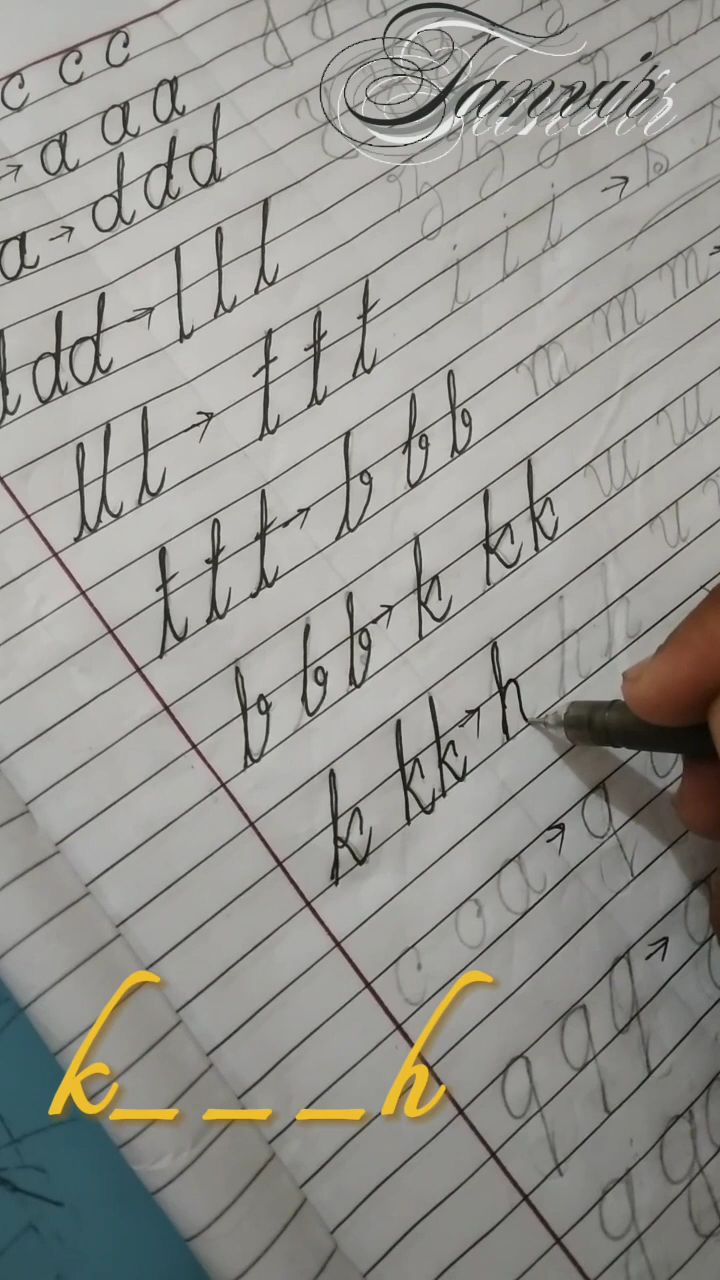 Tanvir
c c c
→ a a a
a → d d d
d d d → l l l
l l l → t t t
t t t → b b b
b b b → k k k
k k k → h
i i i →
m m m →
c o a → q
q q q →
k_ _ _h